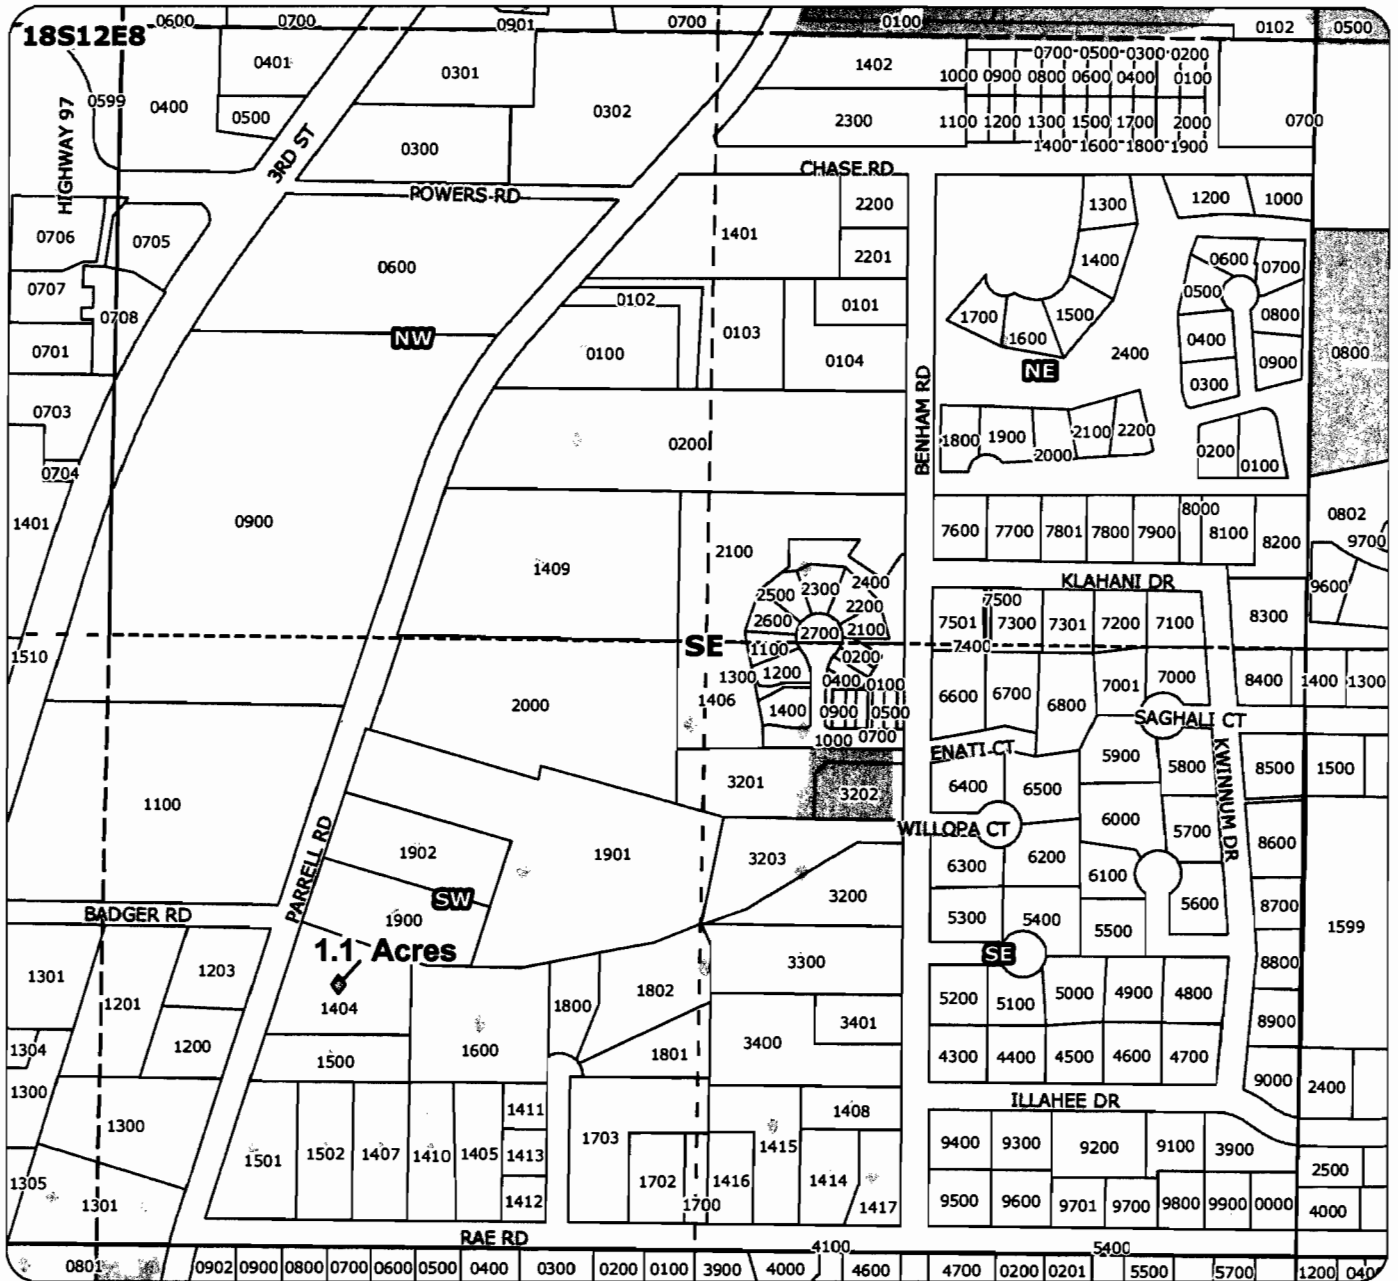 0600 0700 0901 0700 0100 0102 0500
18S12E8
0401 0301 1402 0700 0500 0300 0200
1000 0900 0800 0600 0400 0100
HIGHWAY 97 0599 0400 0500 0302 2300 1100 1200 1300 1500 1700 2000 0700
1400 1600 1800 1900
3RD ST 0300 CHASE RD
POWERS RD 2200 1300 1200 1000
0706 0705 1401
0600 2201 1400 0600 0700
0707 0102 0101 0500
0708 NW 0103 1700 1500 0800
0701 0100 0104 1600 2400 0400 0900 0800
NE 0300
0703 BENHAM RD
0704 0200 1800 1900 2000 2100 2200 0200 0100
1401 0900 7600 7700 7801 7800 7900 8000 8100 8200 0802
9700
2100
1409 2300 2400 KLAHANI DR 9600
2500 2200 7500
2600 2700 2100 7501 7300 7301 7200 7100 8300
1510 SE 1100 0200 7400
1300 1200 0400 0100 6600 6700 6800 7001 7000 8400 1400 1300
2000 1406 1400 0900 0500 SAGHALI CT
1000 0700 ENATI CT 5900
3201 3202 6400 6500 5800 KWINNUM DR 8500 1500
1100 WILLOPA CT 6000 5700
PARRELL RD 1902 1901 3203 6300 6200 6100 8600
SW 3200 5600 8700
BADGER RD 1900 5300 5400 5500 1599
1.1 Acres SE
1301 1203 3300 8800
1201 1404 1800 1802 5200 5100 5000 4900 4800
3401 8900
1304 1200 1500 1600 1801 3400 4300 4400 4500 4600 4700
1300 9000 2400
1300 1411 1408 ILLAHEE DR
1501 1502 1407 1410 1405 1413 1703 1415 9400 9300 9200 9100 3900
1305 1702 1416 1414 2500
1301 1412 1700 1417 9500 9600 9701 9700 9800 9900 0000 4000
RAE RD 4100 5400
0801 0902 0900 0800 0700 0600 0500 0400 0300 0200 0100 3900 4000 4600 4700 0200 0201 5500 5700 1200